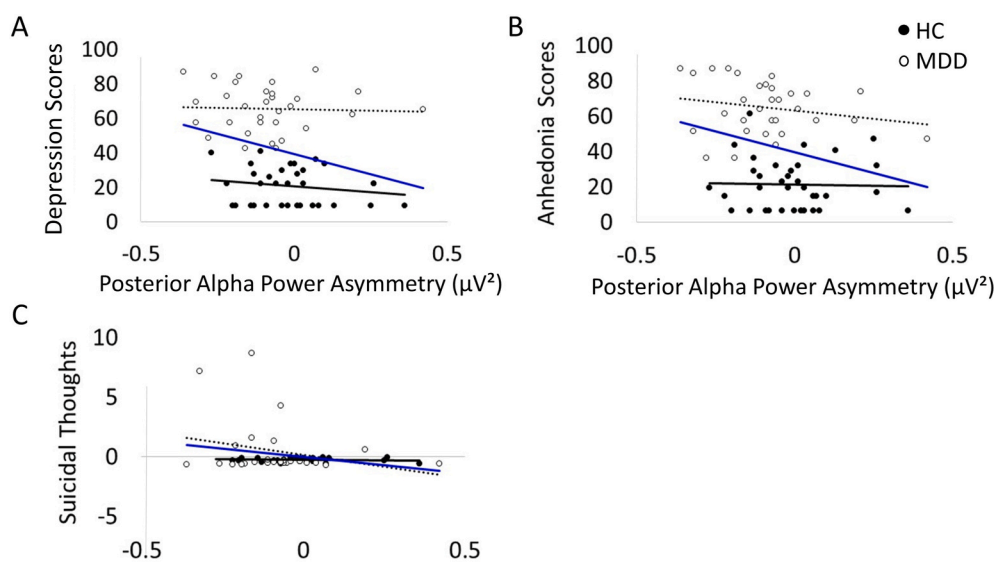 A
Depression Scores
100
80
60
40
20
0
-0.5
0
0.5
Posterior Alpha Power Asymmetry (µV²)
B
HC
MDD
Anhedonia Scores
100
80
60
40
20
0
-0.5
0
0.5
Posterior Alpha Power Asymmetry (µV²)
C
Suicidal Thoughts
10
5
0
-5
-0.5
0
0.5